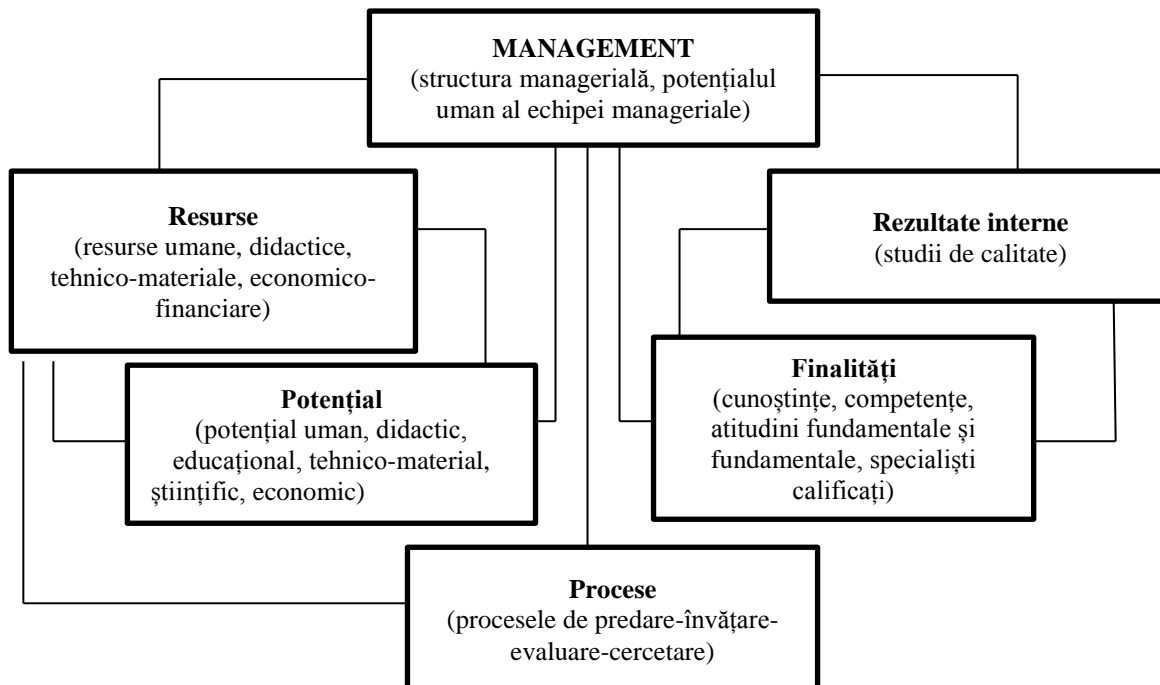 MANAGEMENT
(structura managerială, potențialul
uman al echipei manageriale)
Resurse
(resurse umane, didactice,
tehnico-materiale, economico-
financiare)
Rezultate interne
(studii de calitate)
Potențial
(potențial uman, didactic,
educațional, tehnico-material,
științific, economic)
Finalități
(cunoștințe, competențe,
atitudini fundamentale și
fundamentale, specialiști
calificați)
Procese
(procesele de predare-învățare-
evaluare-cercetare)